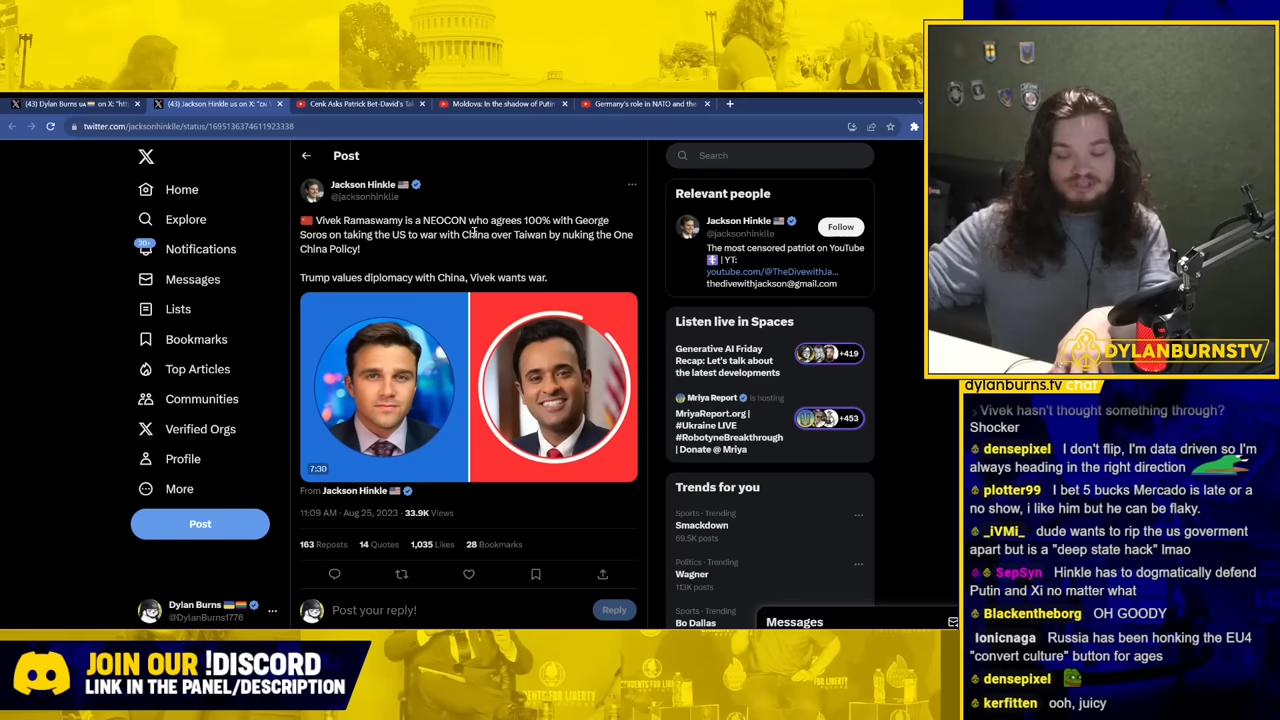 (43) Dylan Burns
on X: "htt
(43) Jackson Hinkle us on X: "cn
Cenk Asks Patrick Bet-David's Ta
Moldova: In the shadow of Putin
Germany's role in NATO and the
twitter.com/jacksonhinklle/status/1695136374611923338
Home
Explore
20+
Notifications
Messages
Lists
Bookmarks
Top Articles
Communities
Verified Orgs
Profile
More
Post
Dylan Burns
@DylanBurns1776
Post
Jackson Hinkle
@jacksonhinklle
Vivek Ramaswamy is a NEOCON who agrees 100% with George
Soros on taking the US to war with China over Taiwan by nuking the One
China Policy!
Trump values diplomacy with China, Vivek wants war.
7:30
From Jackson Hinkle
11:09 AM · Aug 25, 2023 · 33.9K Views
163 Reposts 14 Quotes 1,035 Likes 28 Bookmarks
Post your reply!
Reply
Search
Relevant people
Jackson Hinkle
@jacksonhinklle
Follow
The most censored patriot on YouTube
| YT:
youtube.com/@TheDivewithJa...
thedivewithjackson@gmail.com
Listen live in Spaces
Generative AI Friday
Recap: Let's talk about
the latest developments
+419
Mriya Report is hosting
MriyaReport.org |
#Ukraine LIVE
#RobotyneBreakthrough
| Donate @ Mriya
+453
Trends for you
Sports · Trending
Smackdown
69.5K posts
Politics · Trending
Wagner
113K posts
Sports · Trending
Bo Dallas
Messages
DYLANBURNSTV
dylanburns.tv chat
Vivek hasn't thought something through?
Shocker
densepixel I don't flip, I'm data driven so I'm
always heading in the right direction
plotter99 I bet 5 bucks Mercado is late or a
no show, i like him but he can be flaky.
_iVMi_ dude wants to rip the us goverment
apart but is a "deep state hack" lmao
SepSyn Hinkle has to dogmatically defend
Putin and Xi no matter what
Blackentheborg OH GOODY
Ionicnaga Russia has been honking the EU4
"convert culture" button for ages
densepixel
kerfitten ooh, juicy
JOIN OUR !DISCORD
LINK IN THE PANEL/DESCRIPTION